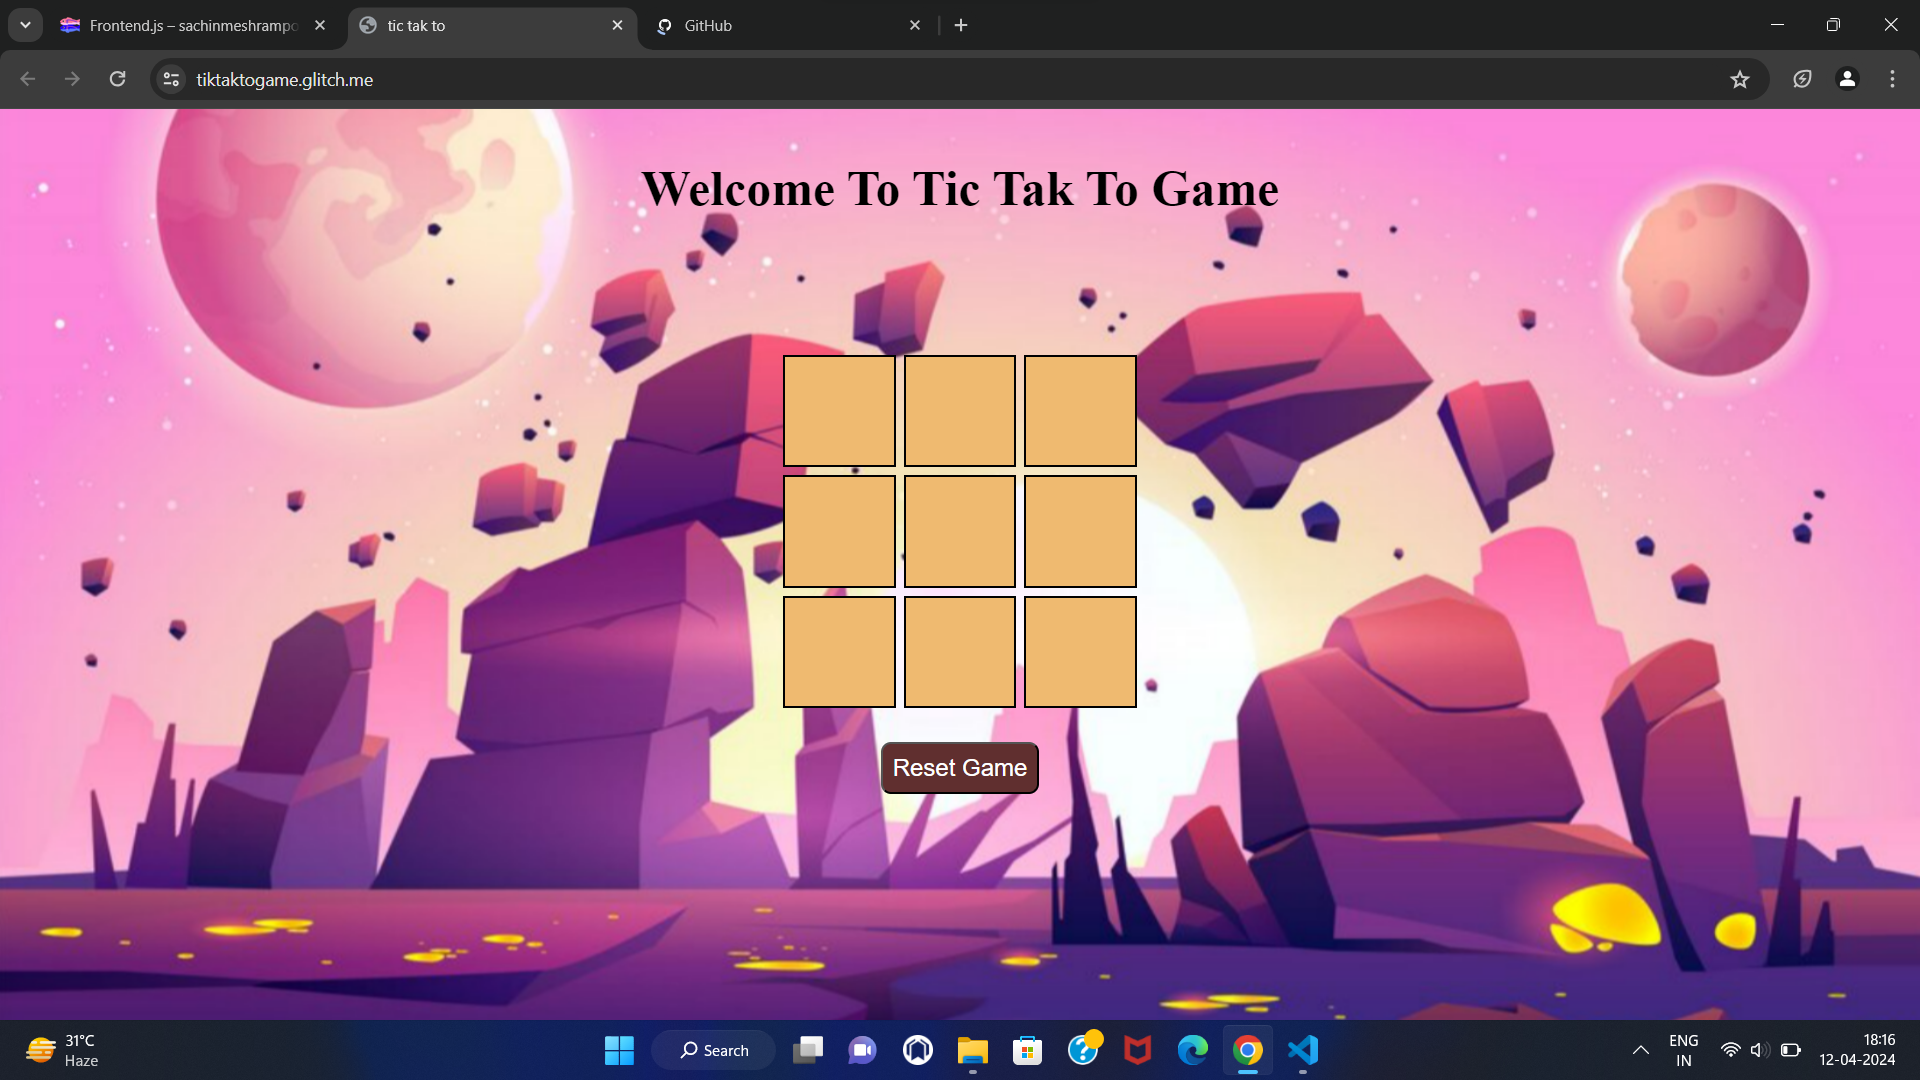 Frontend.js – sachinmeshrampo
tic tak to
GitHub
tiktaktogame.glitch.me
Welcome To Tic Tak To Game
Reset Game
31°C
Haze
Search
ENG
IN
18:16
12-04-2024